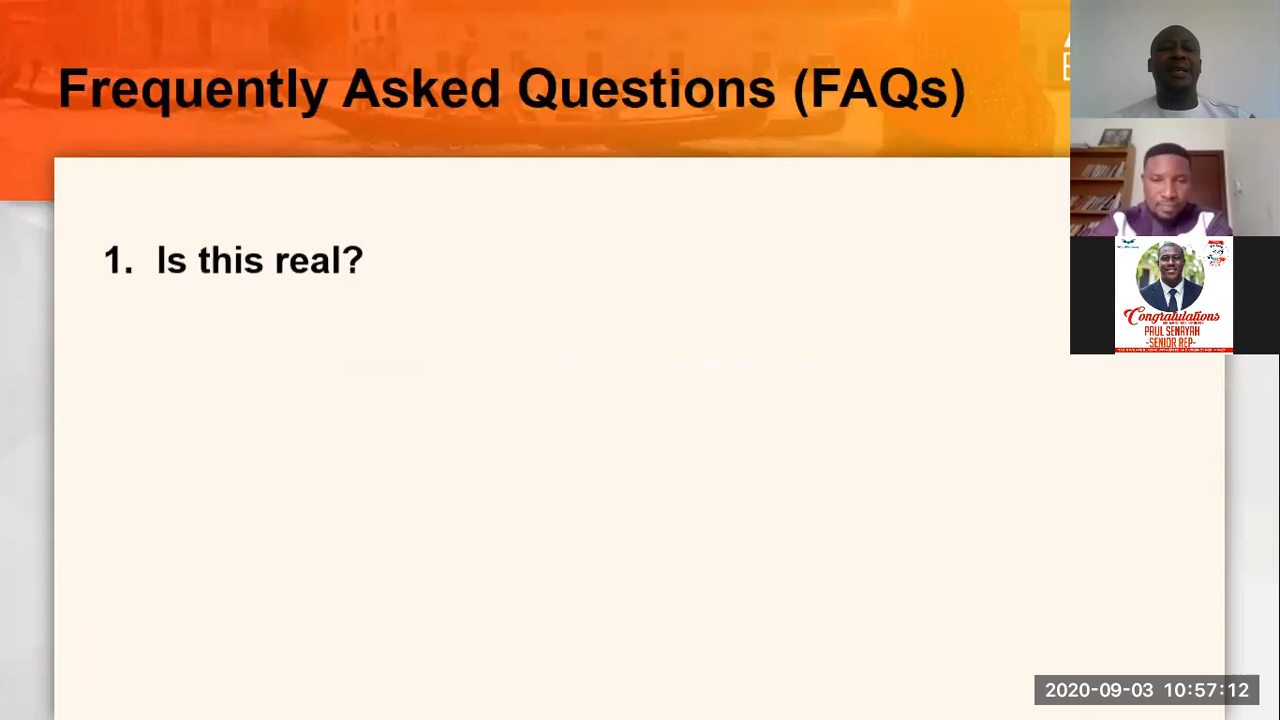 Frequently Asked Questions (FAQs)
1. Is this real?
Congratulations
PAUL SENAYAH
-SENIOR REP-
2020-09-03 10:57:12